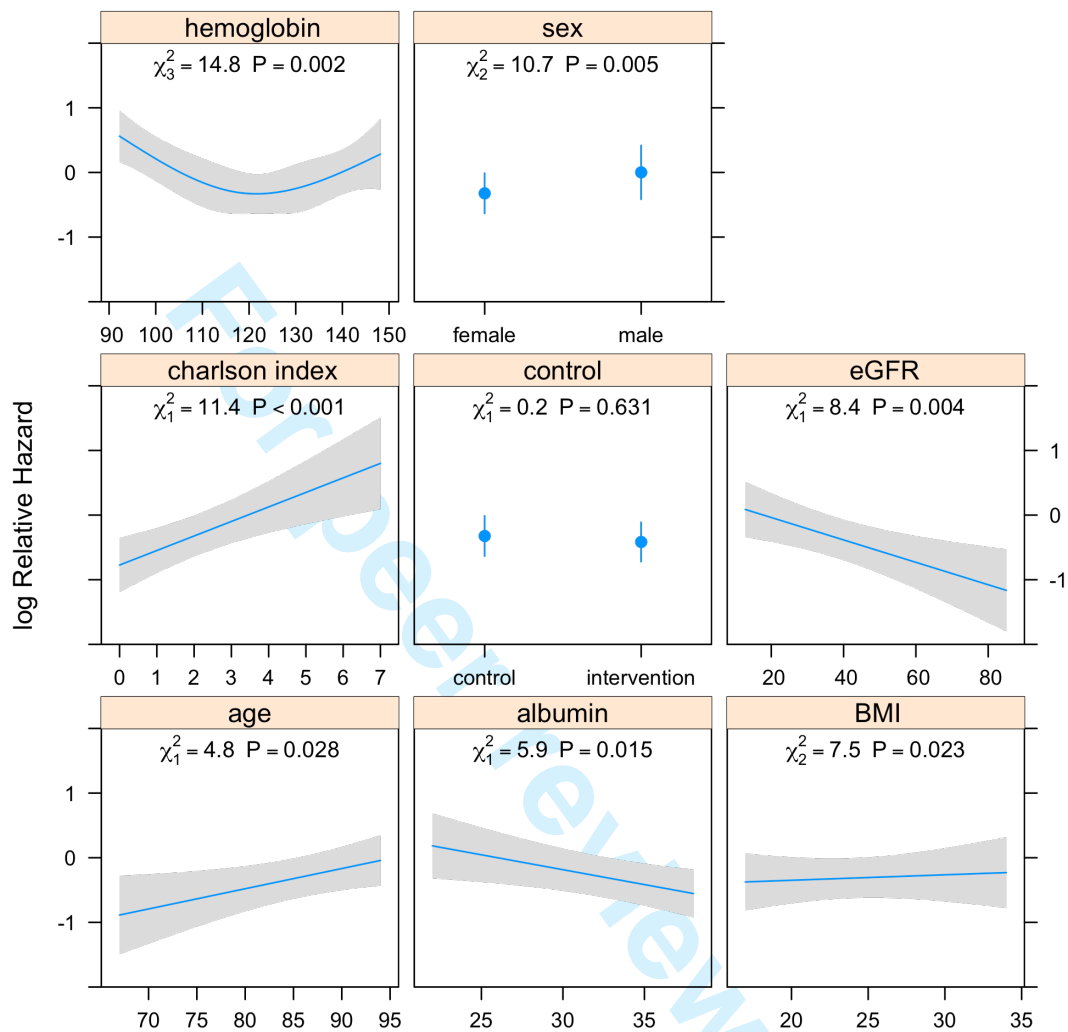 hemoglobin
χ²₃ = 14.8 P = 0.002
1
0
-1
90 100 110 120 130 140 150
sex
χ²₂ = 10.7 P = 0.005
female male
log Relative Hazard
charlson index
χ²₁ = 11.4 P < 0.001
0 1 2 3 4 5 6 7
control
χ²₁ = 0.2 P = 0.631
control intervention
eGFR
χ²₁ = 8.4 P = 0.004
1
0
-1
20 40 60 80
age
χ²₁ = 4.8 P = 0.028
1
0
-1
70 75 80 85 90 95
albumin
χ²₁ = 5.9 P = 0.015
25 30 35
BMI
χ²₂ = 7.5 P = 0.023
20 25 30 35
For peer review